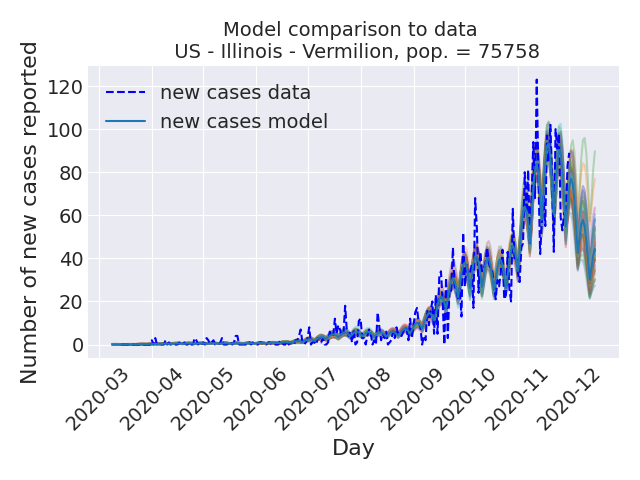 Model comparison to data
US - Illinois - Vermilion, pop. = 75758
Number of new cases reported
120
100
80
60
40
20
0
new cases data
new cases model
2020-03
2020-04
2020-05
2020-06
2020-07
2020-08
2020-09
2020-10
2020-11
2020-12
Day